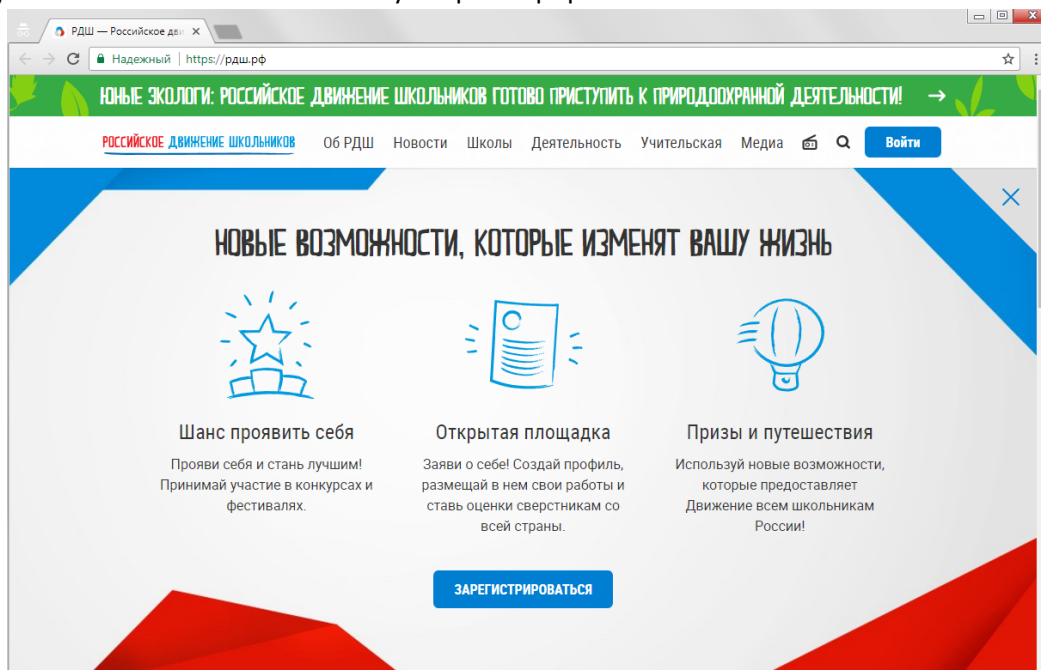 РДШ — Российское дви
Надежный | https://рдш.рф
ЮНЫЕ ЭКОЛОГИ: РОССИЙСКОЕ ДВИЖЕНИЕ ШКОЛЬНИКОВ ГОТОВО ПРИСТУПИТЬ К ПРИРОДООХРАННОЙ ДЕЯТЕЛЬНОСТИ! →
РОССИЙСКОЕ ДВИЖЕНИЕ ШКОЛЬНИКОВ Об РДШ Новости Школы Деятельность Учительская Медиа Войти
НОВЫЕ ВОЗМОЖНОСТИ, КОТОРЫЕ ИЗМЕНЯТ ВАШУ ЖИЗНЬ
Шанс проявить себя
Прояви себя и стань лучшим!
Принимай участие в конкурсах и
фестивалях.
Открытая площадка
Заяви о себе! Создай профиль,
размещай в нем свои работы и
ставь оценки сверстникам со
всей страны.
Призы и путешествия
Используй новые возможности,
которые предоставляет
Движение всем школьникам
России!
ЗАРЕГИСТРИРОВАТЬСЯ